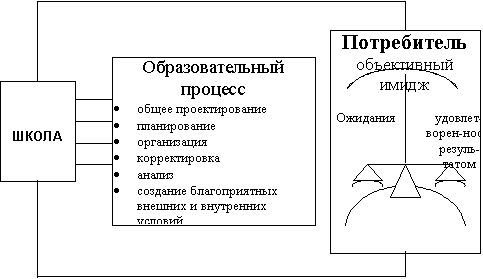 ШКОЛА
Образовательный
процесс
• общее проектирование
• планирование
• организация
• корректировка
• анализ
• создание благоприятных
внешних и внутренних
условий
Потребитель
объективный
имидж
Ожидания
удовлет-
ворен-нос
резуль-
татом